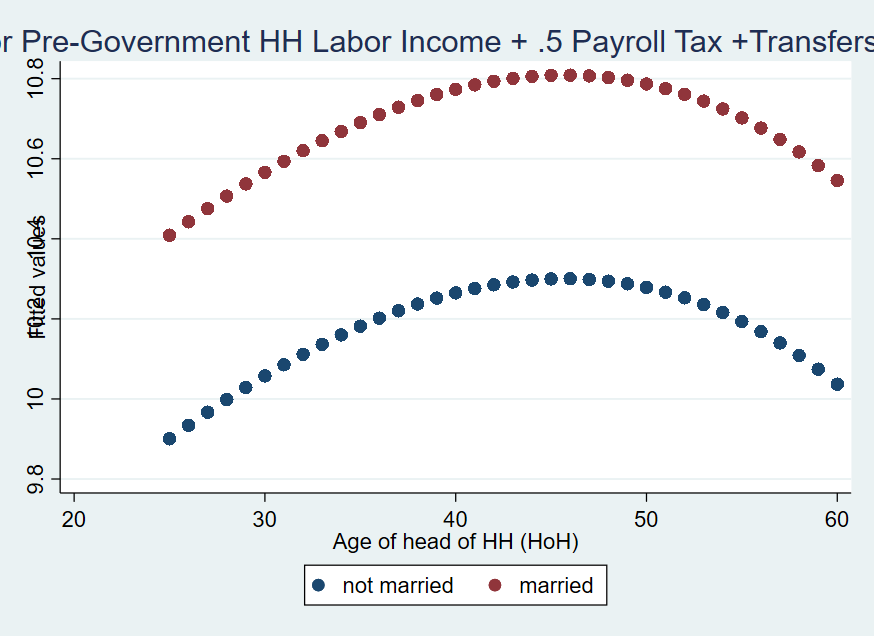 r Pre-Government HH Labor Income + .5 Payroll Tax +Transfers
Fitted values
10.8
10.6
10.4
10.2
10
9.8
20 30 40 50 60
Age of head of HH (HoH)
not married married